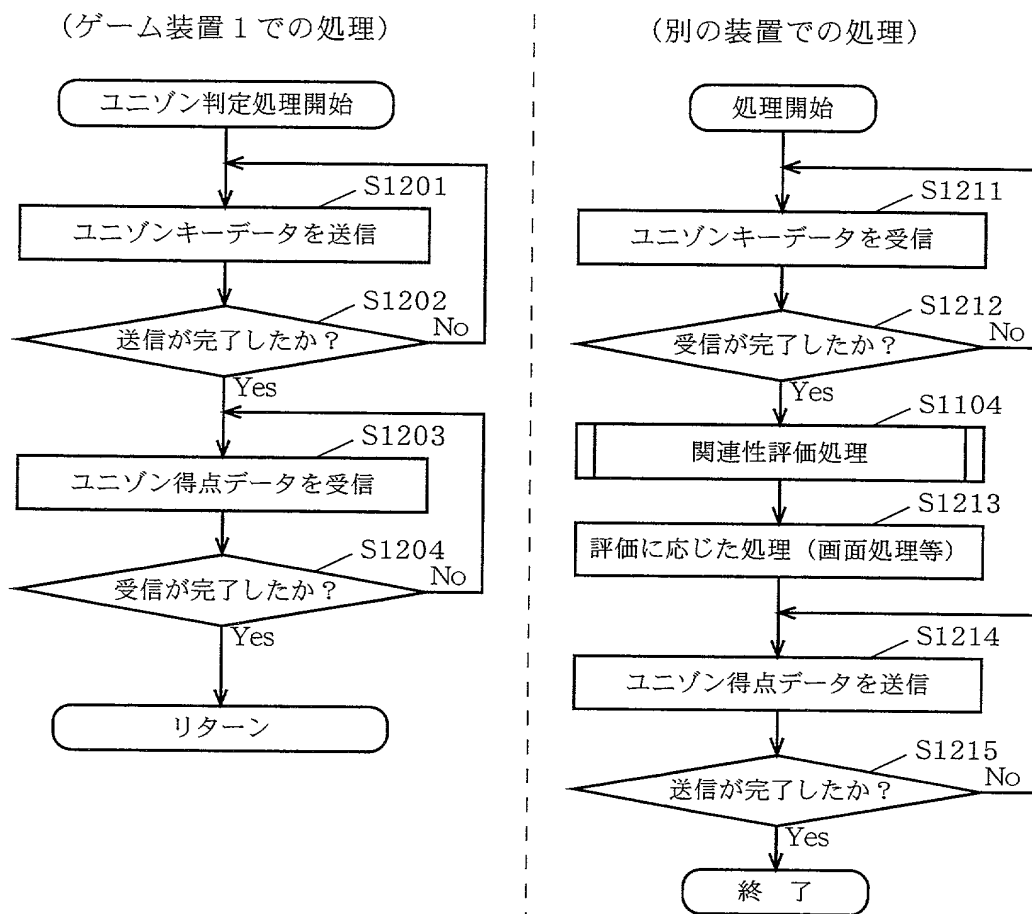 （ゲーム装置１での処理）
ユニゾン判定処理開始
S1201
ユニゾンキーデータを送信
S1202
送信が完了したか？
No
Yes
S1203
ユニゾン得点データを受信
S1204
受信が完了したか？
No
Yes
リターン
（別の装置での処理）
処理開始
S1211
ユニゾンキーデータを受信
S1212
受信が完了したか？
No
Yes
S1104
関連性評価処理
S1213
評価に応じた処理（画面処理等）
S1214
ユニゾン得点データを送信
S1215
送信が完了したか？
No
Yes
終　了